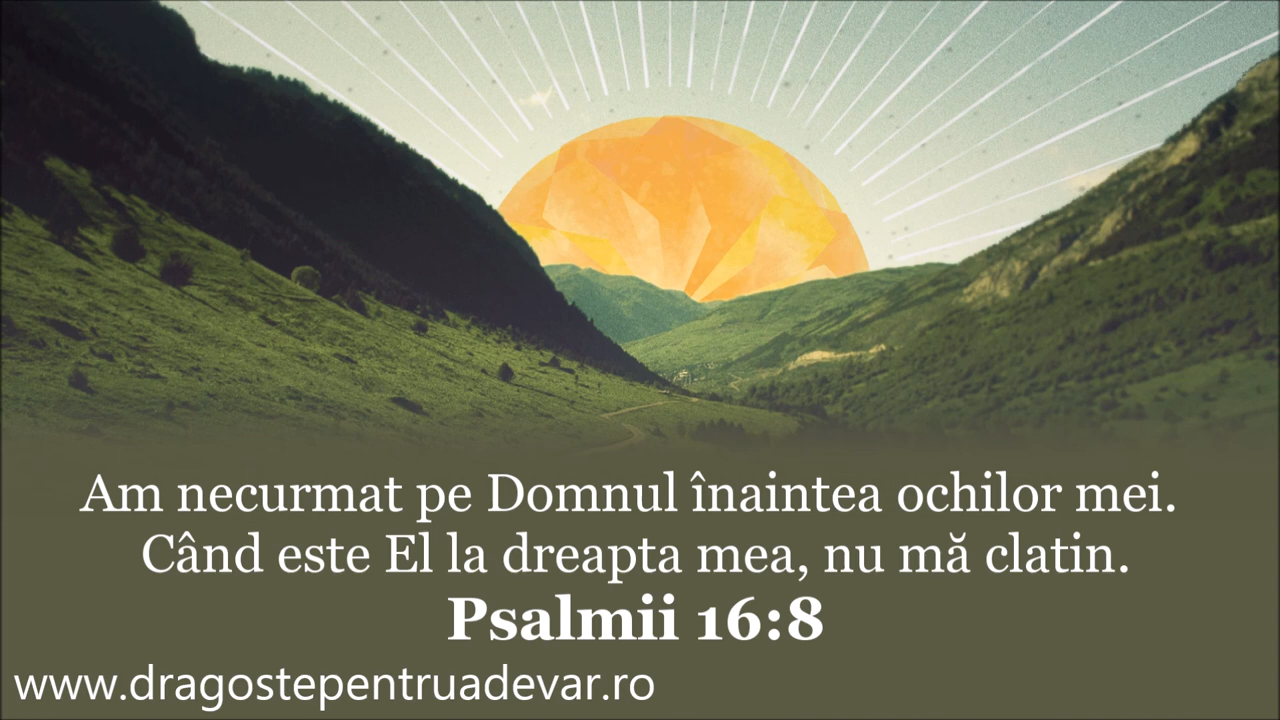 Am necurmat pe Domnul înaintea ochilor mei.
Când este El la dreapta mea, nu mă clatin.
Psalmii 16:8
www.dragostepentruadevar.ro